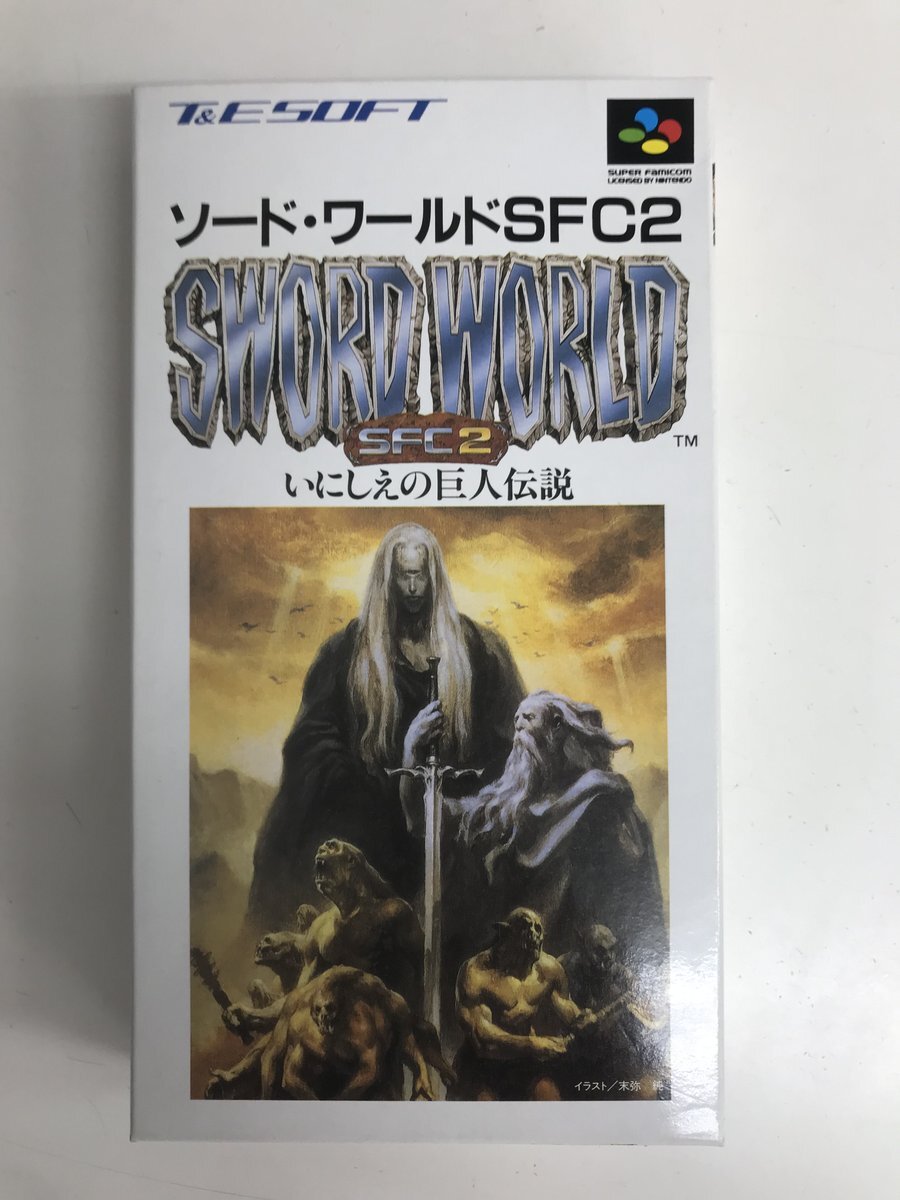 T&E SOFT
SUPER FAMICOM
LICENSED BY NINTENDO
ソード・ワールドSFC2
SWORD WORLD
TM
SFC 2
いにしえの巨人伝説
イラスト／末弥 純